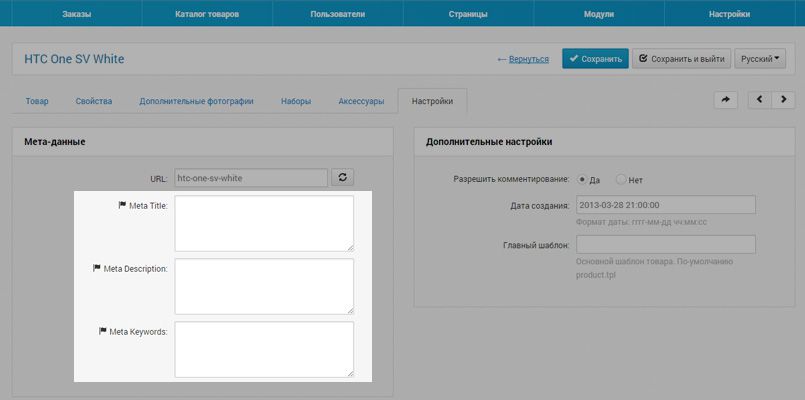 Заказы Каталог товаров Пользователи Страницы Модули Настройки
HTC One SV White ← Вернуться Сохранить Сохранить и выйти Русский
Товар Свойства Дополнительные фотографии Наборы Аксессуары Настройки
Мета-данные
URL: htc-one-sv-white
Meta Title:
Meta Description:
Meta Keywords:
Дополнительные настройки
Разрешить комментирование: Да Нет
Дата создания: 2013-03-28 21:00:00
Формат даты: гггг-мм-дд чч:мм:сс
Главный шаблон:
Основной шаблон товара. По-умолчанию
product.tpl